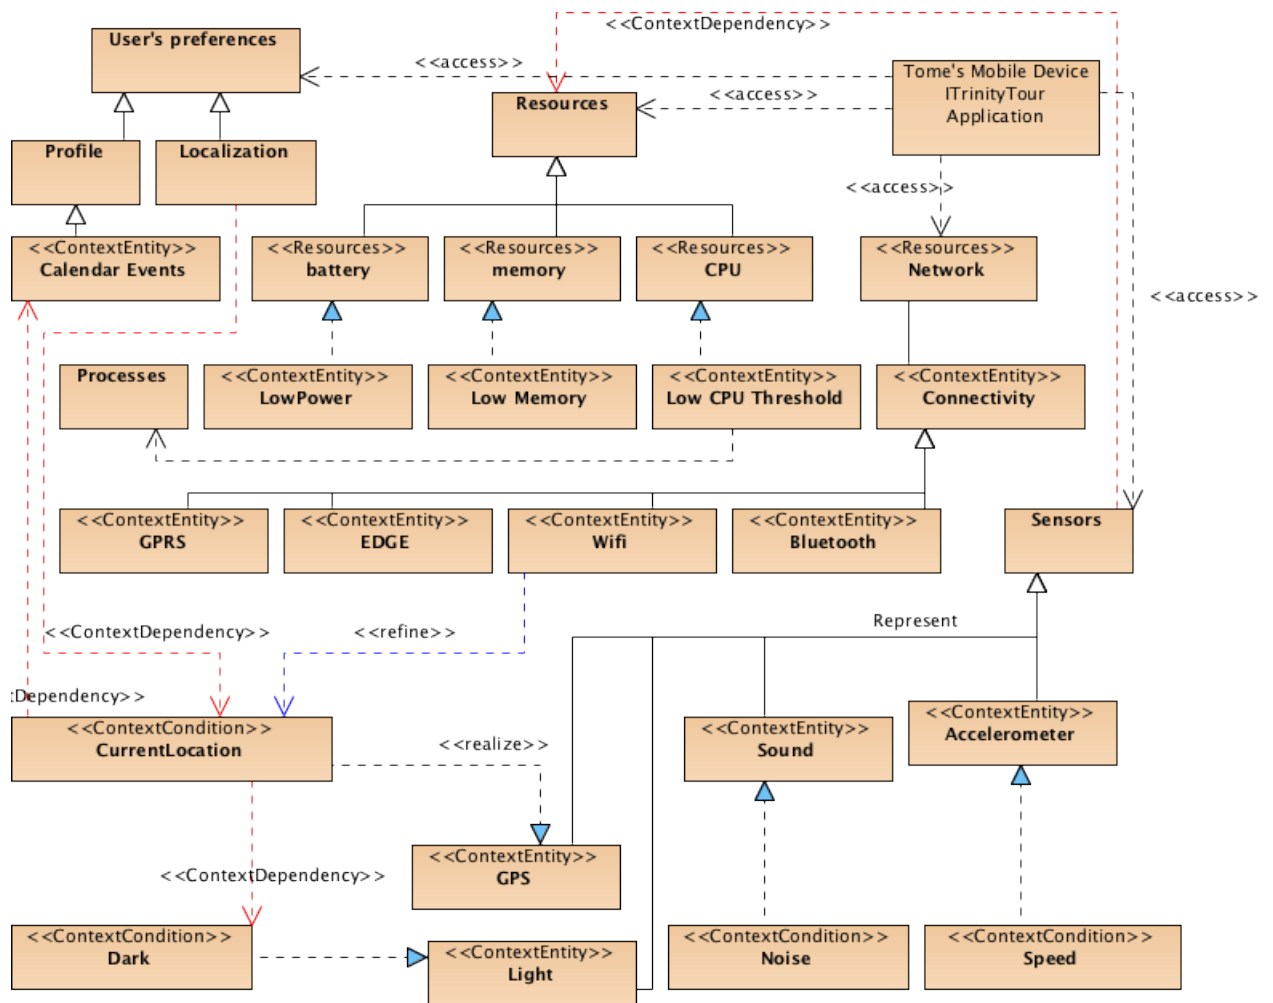 <<ContextDependency>>
User's preferences
<<access>>
Tome's Mobile Device
ITrinityTour
Application
<<access>>
Resources
Profile
Localization
<<access>>
<<ContextEntity>>
Calendar Events
<<Resources>>
battery
<<Resources>>
memory
<<Resources>>
CPU
<<Resources>>
Network
<<access>>
Processes
<<ContextEntity>>
LowPower
<<ContextEntity>>
Low Memory
<<ContextEntity>>
Low CPU Threshold
<<ContextEntity>>
Connectivity
<<ContextEntity>>
GPRS
<<ContextEntity>>
EDGE
<<ContextEntity>>
Wifi
<<ContextEntity>>
Bluetooth
Sensors
Represent
<<ContextDependency>>
<<refine>>
tDependency>>
<<ContextCondition>>
CurrentLocation
<<realize>>
<<ContextEntity>>
Sound
<<ContextEntity>>
Accelerometer
<<ContextEntity>>
GPS
<<ContextDependency>>
<<ContextCondition>>
Dark
<<ContextEntity>>
Light
<<ContextCondition>>
Noise
<<ContextCondition>>
Speed